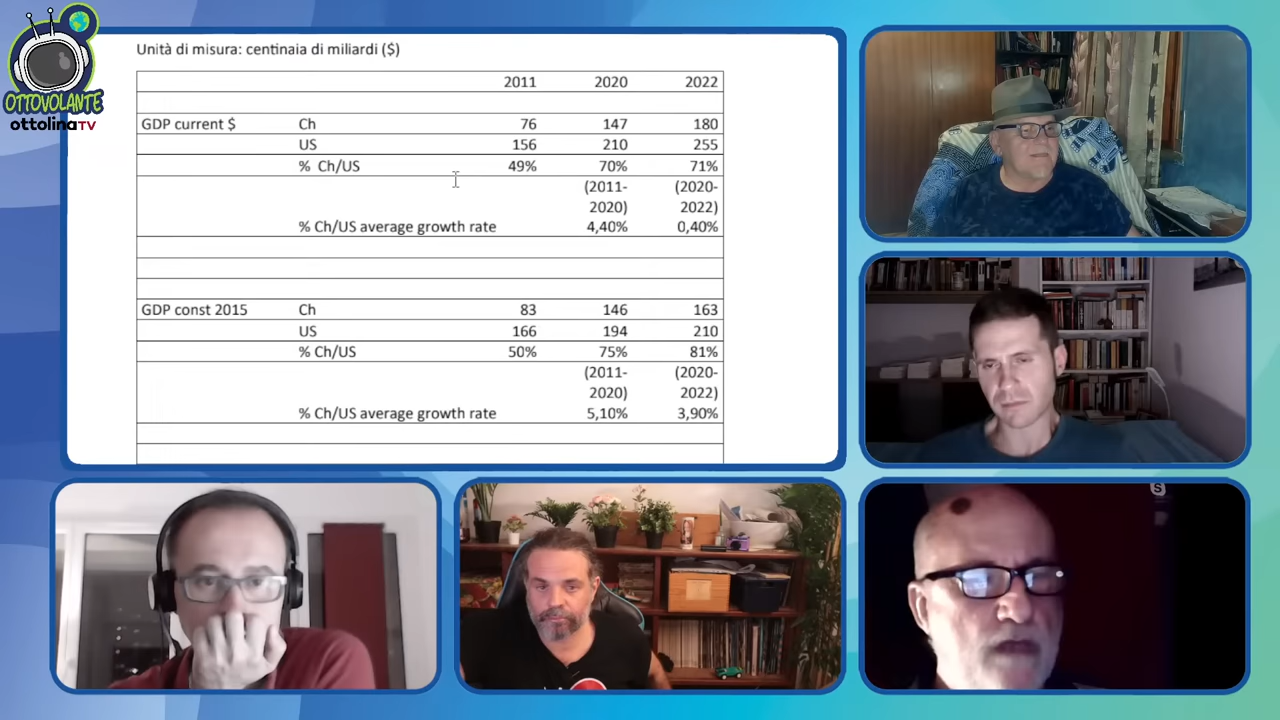 OTTOVOLANTE
ottolinaTV
Unità di misura: centinaia di miliardi ($)
2011 2020 2022
GDP current $ Ch 76 147 180
US 156 210 255
% Ch/US 49% 70% 71%
(2011- (2020-
2020) 2022)
% Ch/US average growth rate 4,40% 0,40%
GDP const 2015 Ch 83 146 163
US 166 194 210
% Ch/US 50% 75% 81%
(2011- (2020-
2020) 2022)
% Ch/US average growth rate 5,10% 3,90%
S